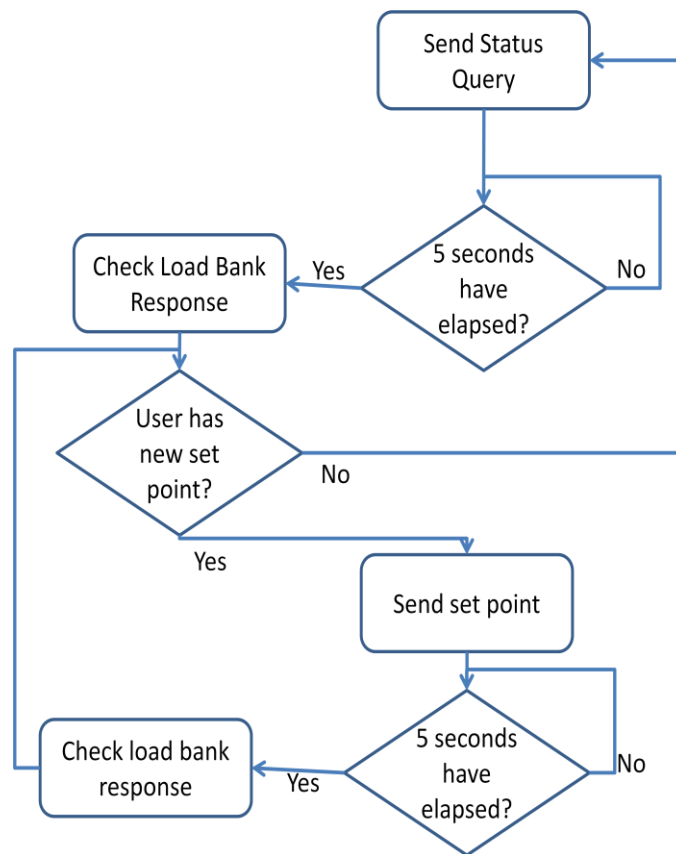 Send Status
Query
5 seconds
have
elapsed?
No
Yes
Check Load Bank
Response
User has
new set
point?
No
Yes
Send set point
5 seconds
have
elapsed?
No
Yes
Check load bank
response